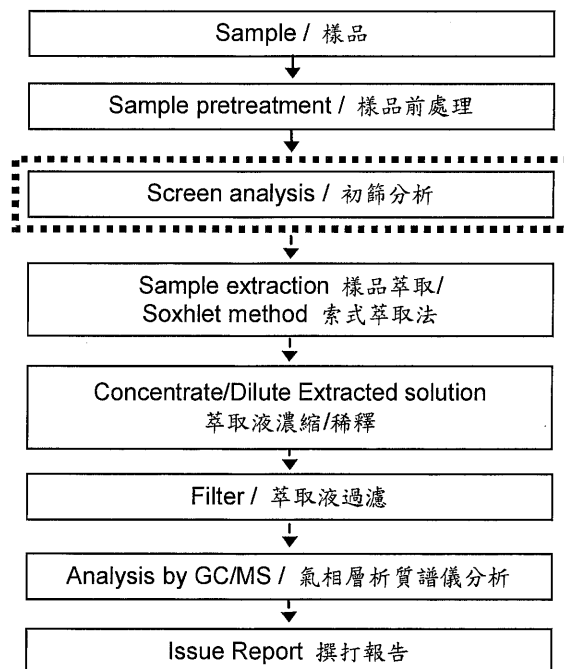 Sample / 樣品
Sample pretreatment / 樣品前處理
Screen analysis / 初篩分析
Sample extraction 樣品萃取/
Soxhlet method 索式萃取法
Concentrate/Dilute Extracted solution
萃取液濃縮/稀釋
Filter / 萃取液過濾
Analysis by GC/MS / 氣相層析質譜儀分析
Issue Report 撰打報告